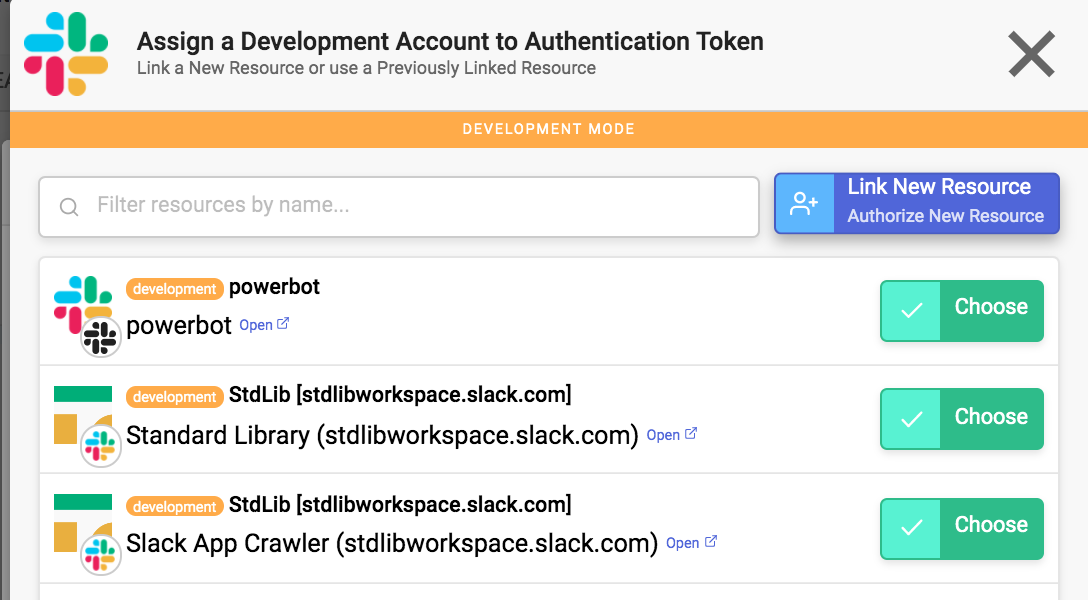 Assign a Development Account to Authentication Token
Link a New Resource or use a Previously Linked Resource
DEVELOPMENT MODE
Filter resources by name...
Link New Resource
Authorize New Resource
development powerbot
powerbot Open
Choose
development StdLib [stdlibworkspace.slack.com]
Standard Library (stdlibworkspace.slack.com) Open
Choose
development StdLib [stdlibworkspace.slack.com]
Slack App Crawler (stdlibworkspace.slack.com) Open
Choose